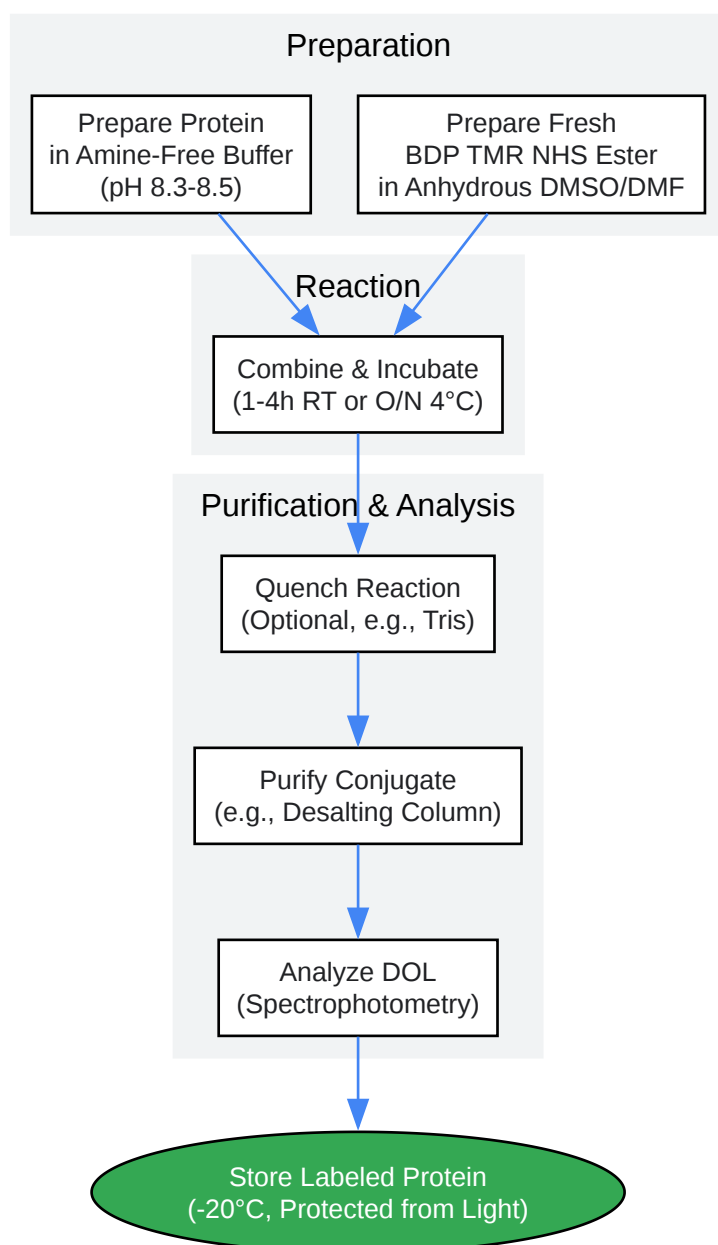 Preparation
Prepare Protein
in Amine-Free Buffer
(pH 8.3-8.5)
Prepare Fresh
BDP TMR NHS Ester
in Anhydrous DMSO/DMF
Reaction
Combine & Incubate
(1-4h RT or O/N 4°C)
Purification & Analysis
Quench Reaction
(Optional, e.g., Tris)
Purify Conjugate
(e.g., Desalting Column)
Analyze DOL
(Spectrophotometry)
Store Labeled Protein
(-20°C, Protected from Light)